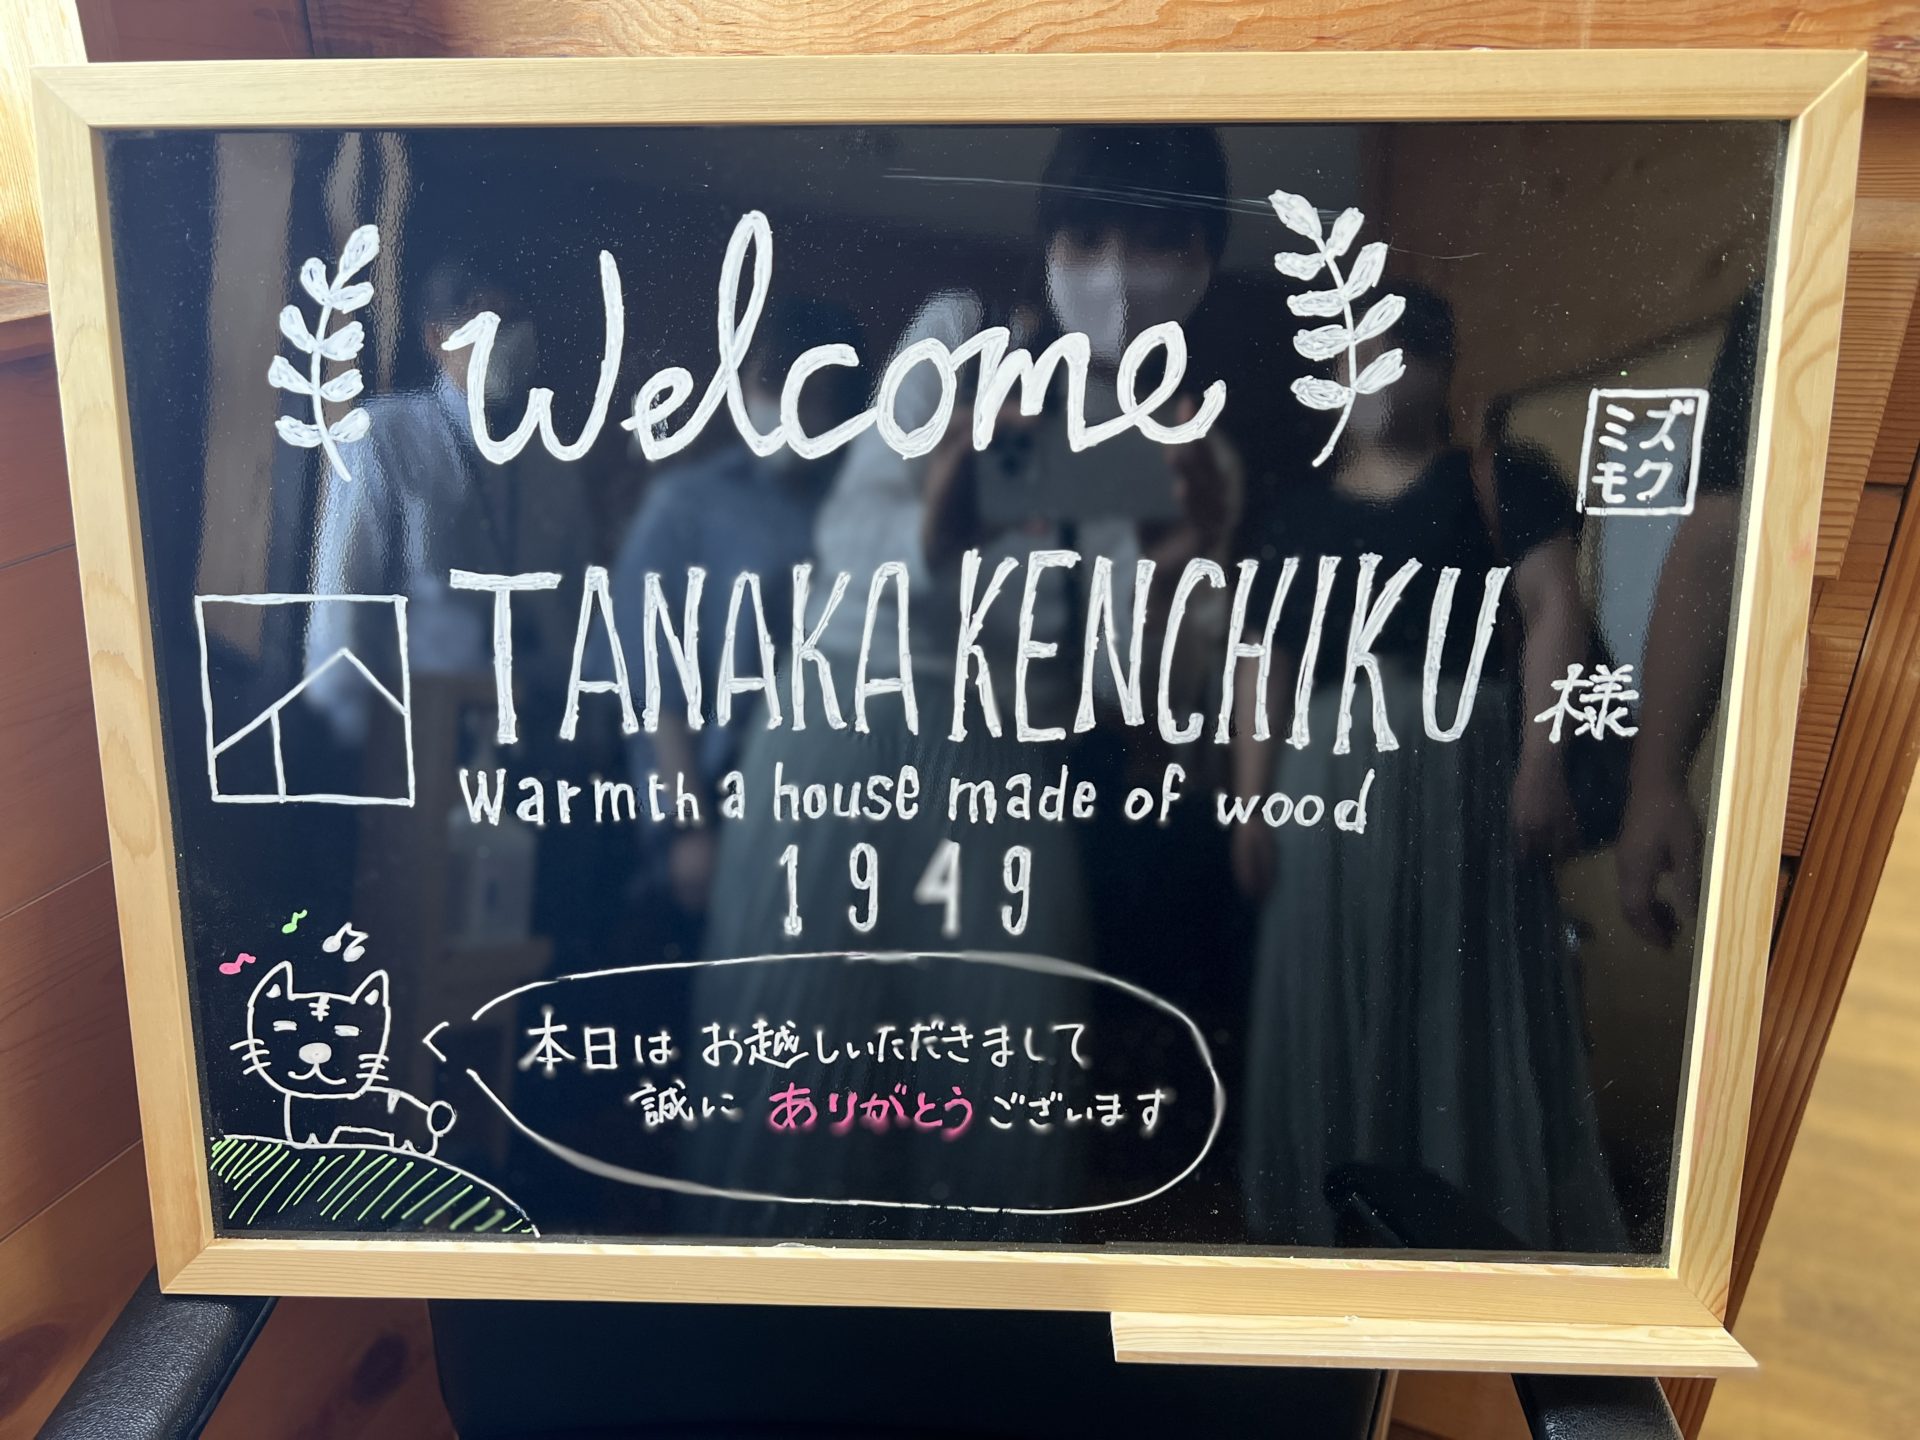 Welcome
ミズ
モク
TANAKA KENCHIKU 様
Warmth a house made of wood
1949
本日は お越しいただきまして
誠に ありがとう ございます